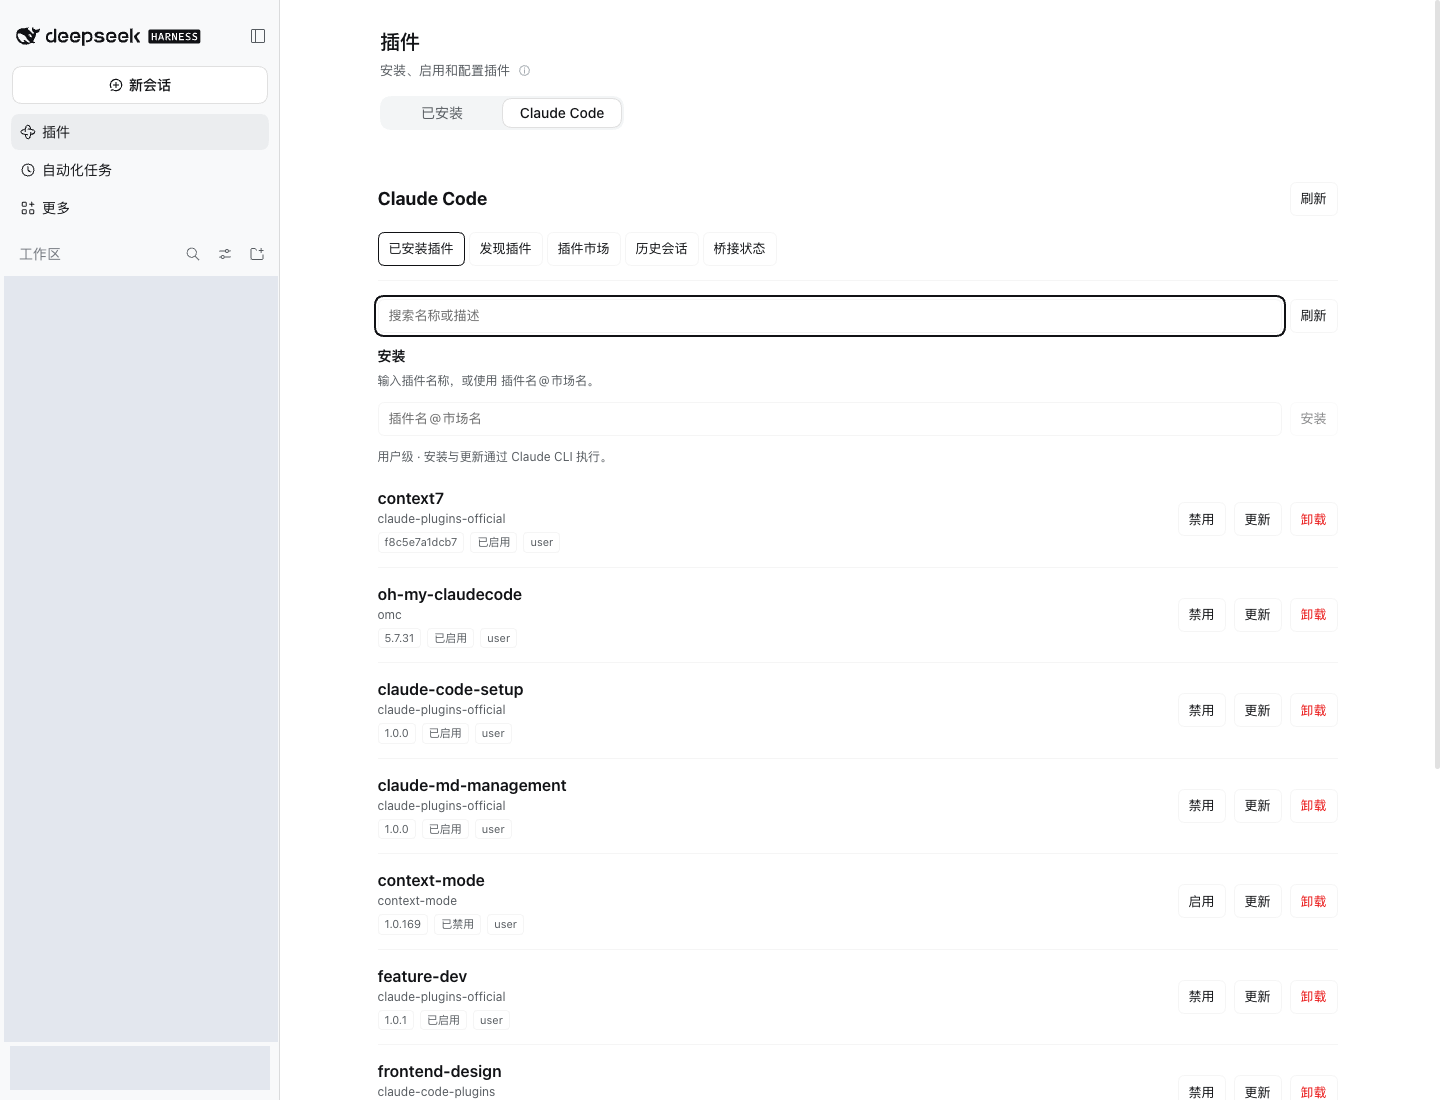 deepseek HARNESS
新会话
插件
自动化任务
更多
工作区
插件
安装、启用和配置插件
已安装 Claude Code
Claude Code 刷新
已安装插件 发现插件 插件市场 历史会话 桥接状态
搜索名称或描述 刷新
安装
输入插件名称，或使用 插件名@市场名。
插件名@市场名 安装
用户级 · 安装与更新通过 Claude CLI 执行。
context7
claude-plugins-official
f8c5e7a1dcb7 已启用 user
禁用 更新 卸载
oh-my-claudecode
omc
5.7.31 已启用 user
禁用 更新 卸载
claude-code-setup
claude-plugins-official
1.0.0 已启用 user
禁用 更新 卸载
claude-md-management
claude-plugins-official
1.0.0 已启用 user
禁用 更新 卸载
context-mode
context-mode
1.0.169 已禁用 user
启用 更新 卸载
feature-dev
claude-plugins-official
1.0.1 已启用 user
禁用 更新 卸载
frontend-design
claude-code-plugins
禁用 更新 卸载